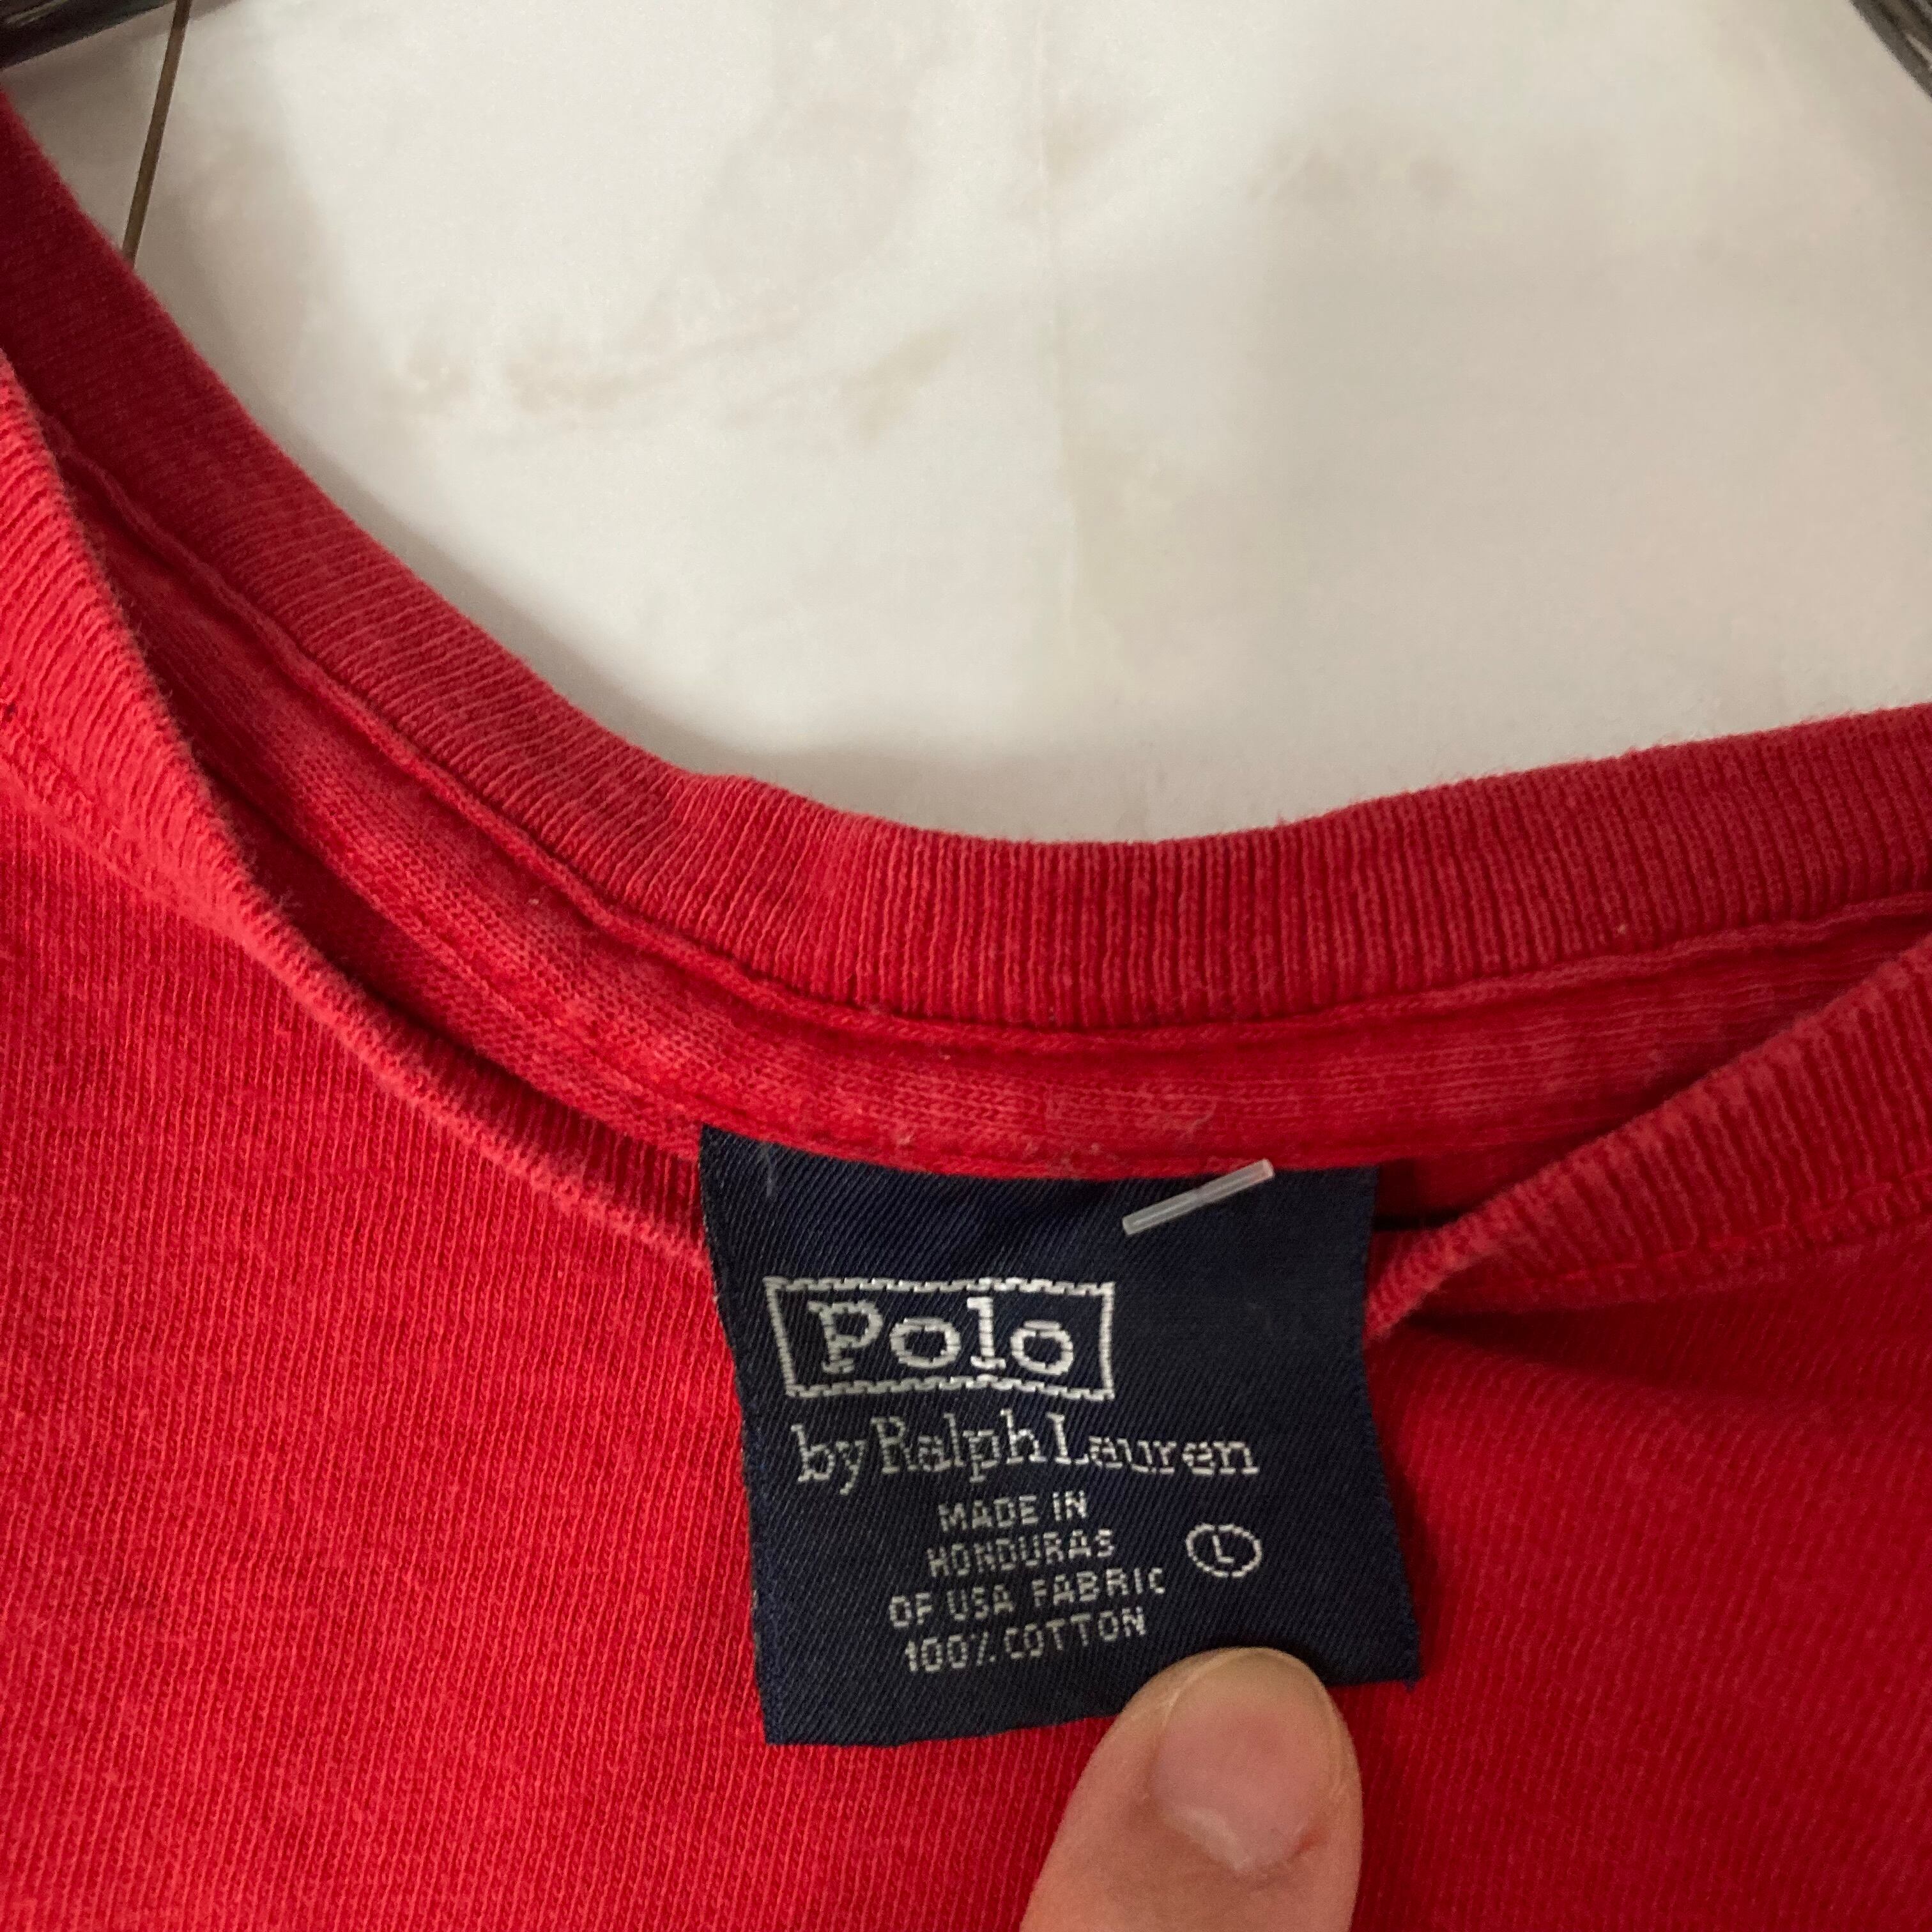 Polo
by Ralph Lauren
MADE IN
HONDURAS
L
OF USA FABRIC
100% COTTON